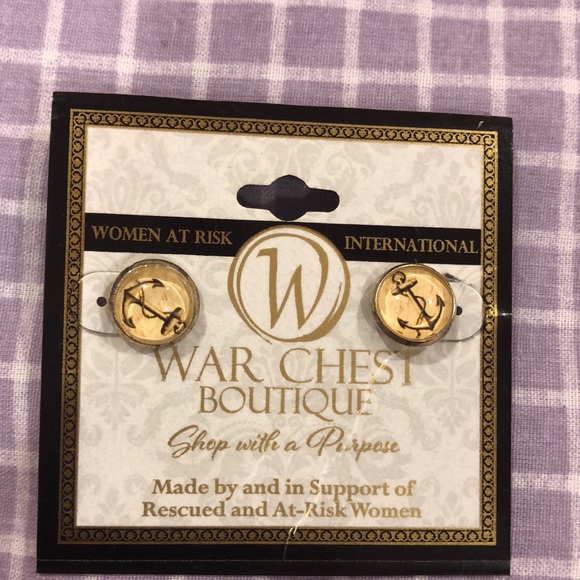 WOMEN AT RISK INTERNATIONAL
W
WAR CHEST
BOUTIQUE
Shop with a Purpose
Made by and in Support of
Rescued and At-Risk Women